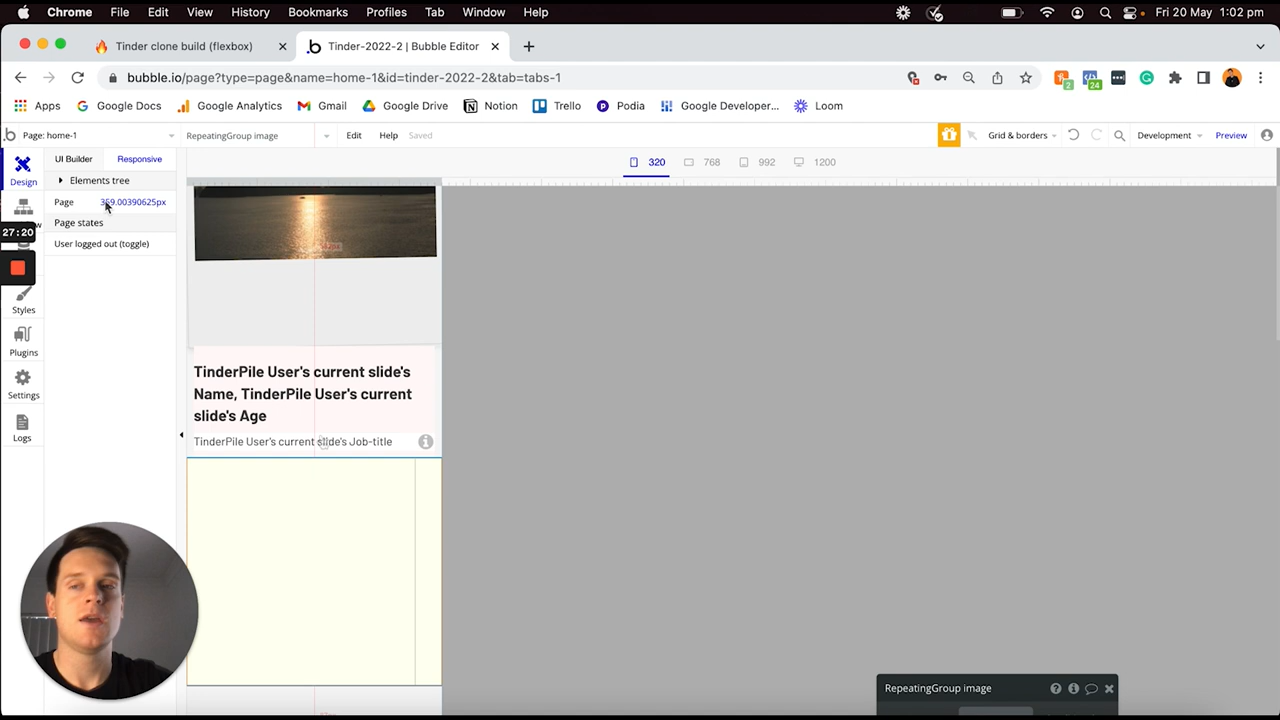 Chrome File Edit View History Bookmarks Profiles Tab Window Help Fri 20 May 1:02 pm
Tinder clone build (flexbox) Tinder-2022-2 | Bubble Editor
bubble.io/page?type=page&name=home-1&id=tinder-2022-2&tab=tabs-1 2 24
Apps Google Docs Google Analytics Gmail Google Drive Notion Trello Podia Google Developer... Loom
Page: home-1 RepeatingGroup image Edit Help Saved Grid & borders Development Preview
UI Builder Responsive 320 768 992 1200
Design Elements tree
Page 359.00390625px
Page states
27:20
User logged out (toggle)
Styles
Plugins
Settings
Logs
TinderPile User's current slide's
Name, TinderPile User's current
slide's Age
TinderPile User's current slide's Job-title
RepeatingGroup image